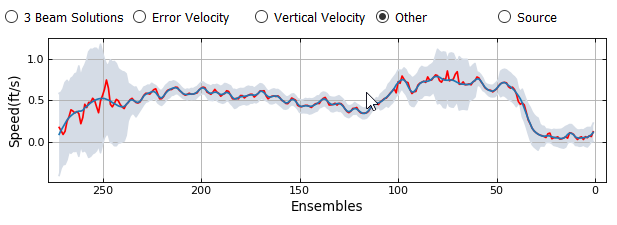 3 Beam Solutions Error Velocity Vertical Velocity Other Source
1.0
0.5
0.0
Speed(ft/s)
250 200 150 100 50 0
Ensembles